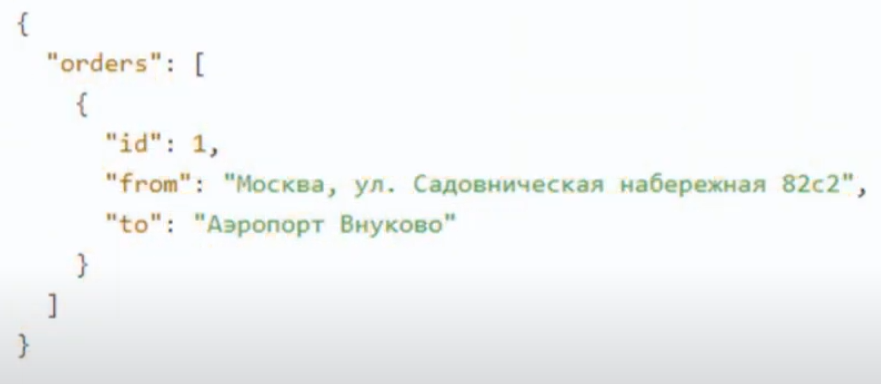 {
"orders": [
{
"id": 1,
"from": "Москва, ул. Садовническая набережная 82с2",
"to": "Аэропорт Внуково"
}
]
}